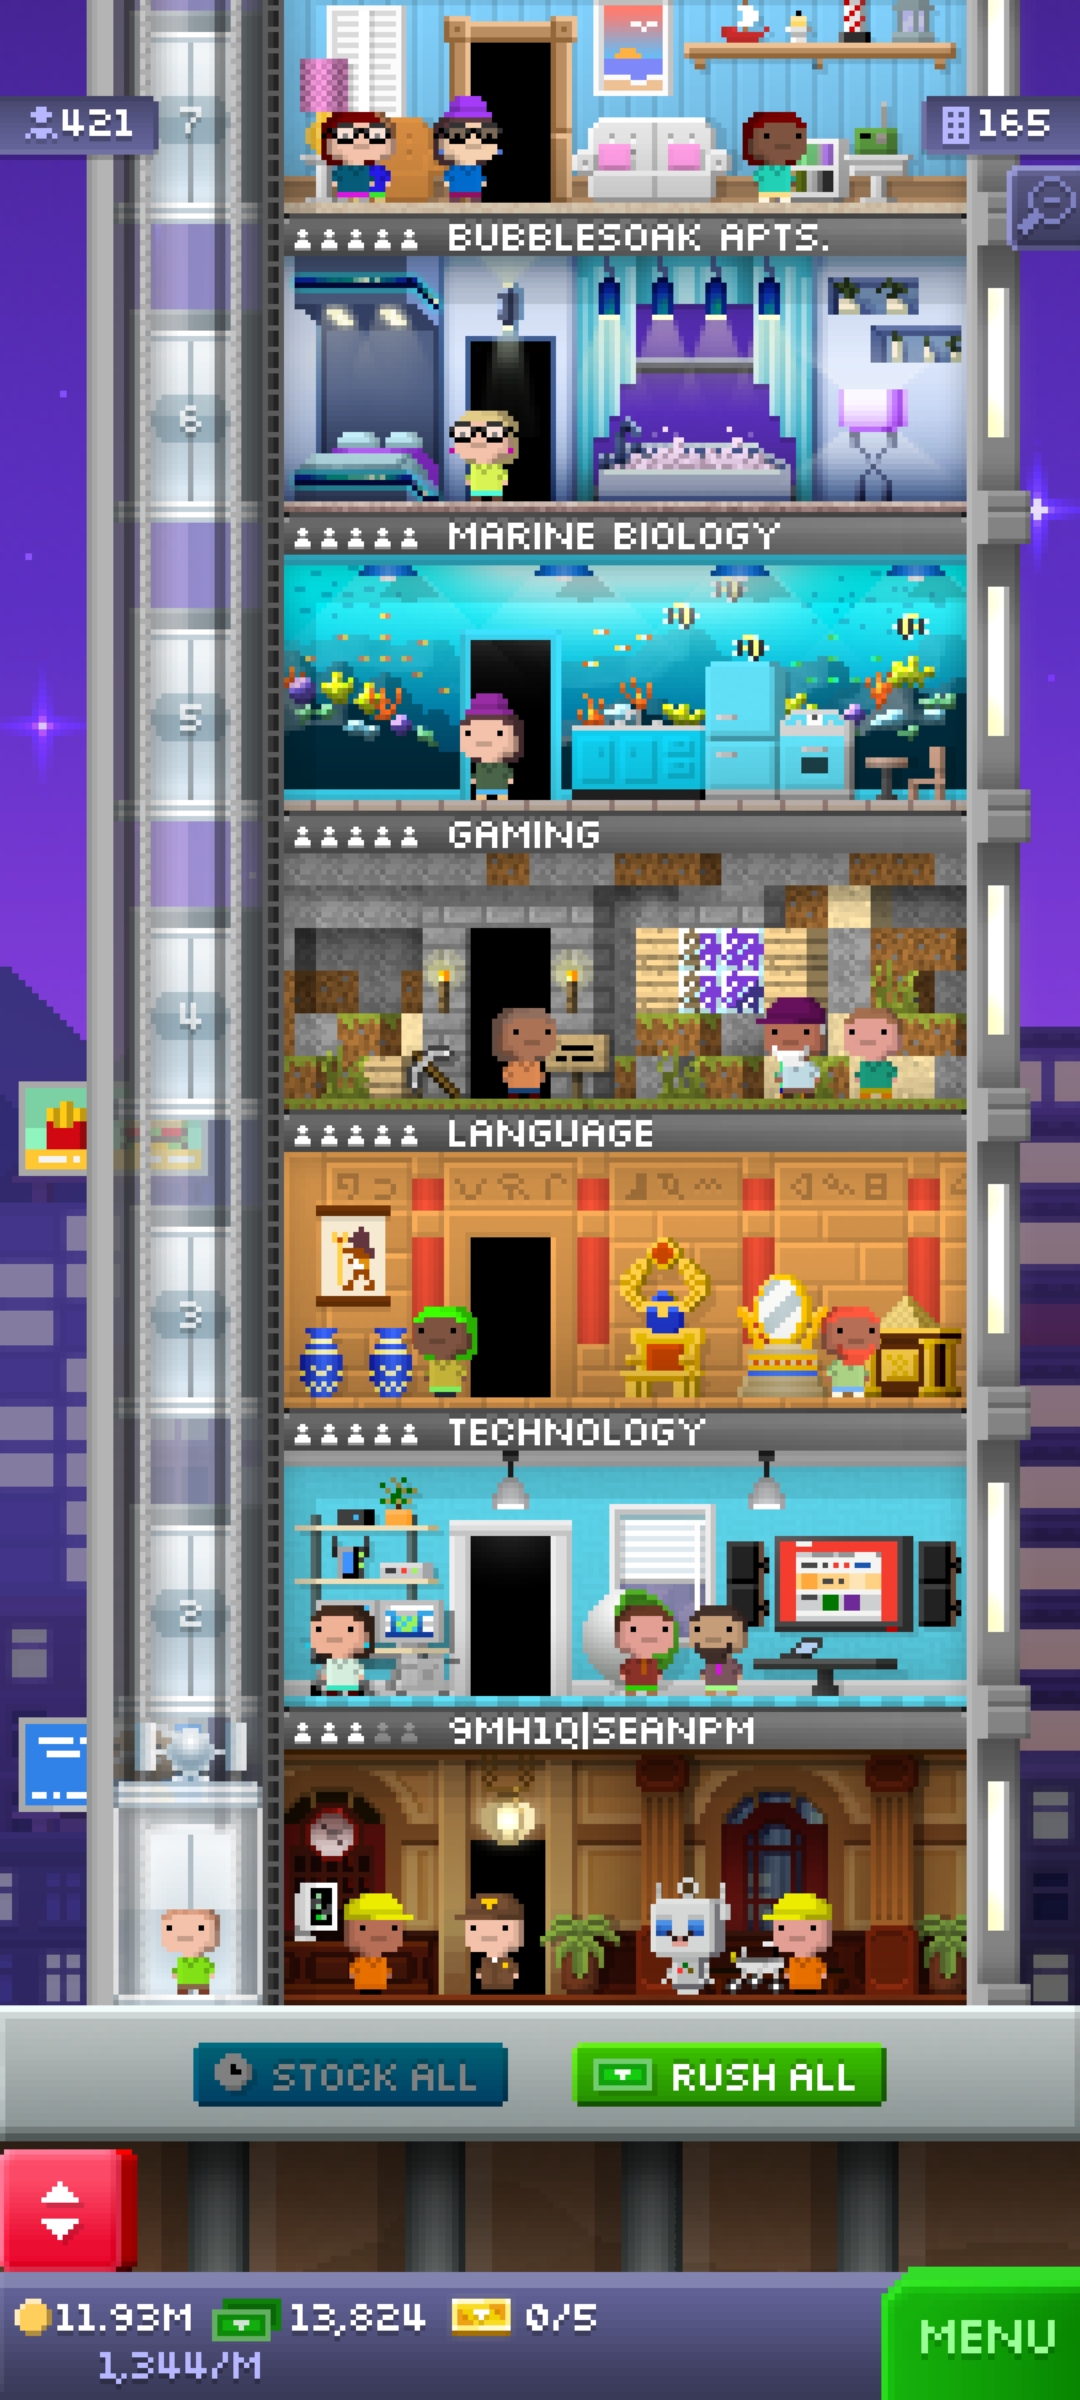 421
7
165
BUBBLESOAK APTS.
6
MARINE BIOLOGY
5
GAMING
4
LANGUAGE
3
TECHNOLOGY
2
9MH1Q|SEANPM
STOCK ALL
RUSH ALL
11.93M
13,824
0/5
1,344/M
MENU